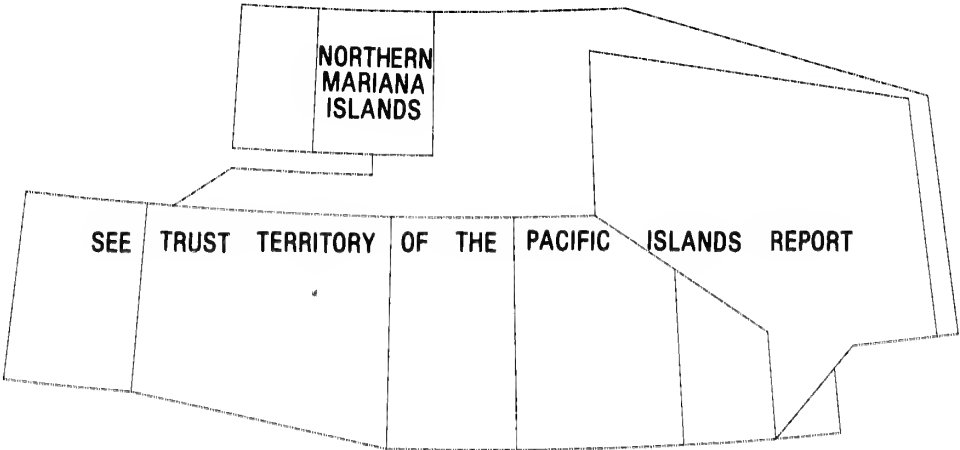 NORTHERN
MARIANA
ISLANDS
SEE TRUST TERRITORY OF THE PACIFIC ISLANDS REPORT